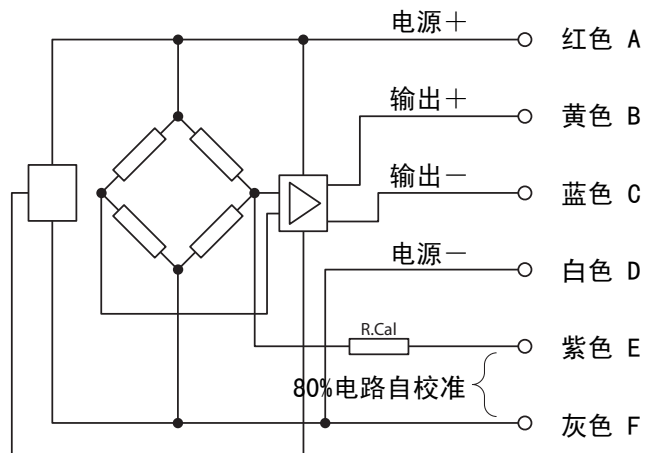 电源＋ 红色 A
输出＋ 黄色 B
输出－ 蓝色 C
电源－ 白色 D
R.Cal 紫色 E
80%电路自校准
灰色 F